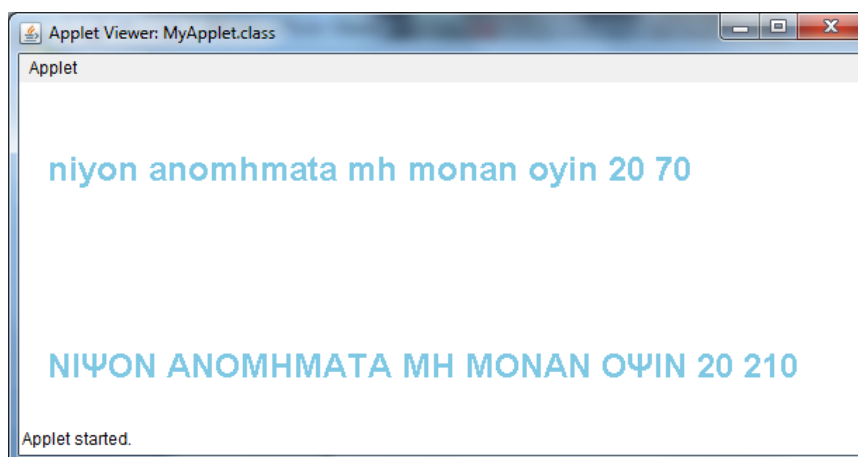 Applet Viewer: MyApplet.class
Applet
niyon anomhmata mh monan oyin 20 70
ΝΙΨΟΝ ΑΝΟΜΗΜΑΤΑ ΜΗ ΜΟΝΑΝ ΟΨΙΝ 20 210
Applet started.